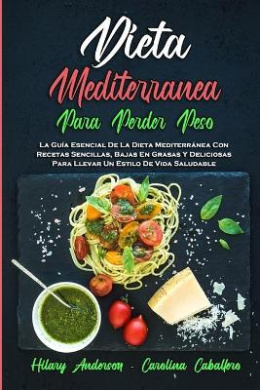 Dieta
Mediterranea
Para Perder Peso
La Guía Esencial De La Dieta Mediterránea Con
Recetas Sencillas, Bajas En Grasas Y Deliciosas
Para Llevar Un Estilo De Vida Saludable
Hilary Anderson - Carolina Caballero